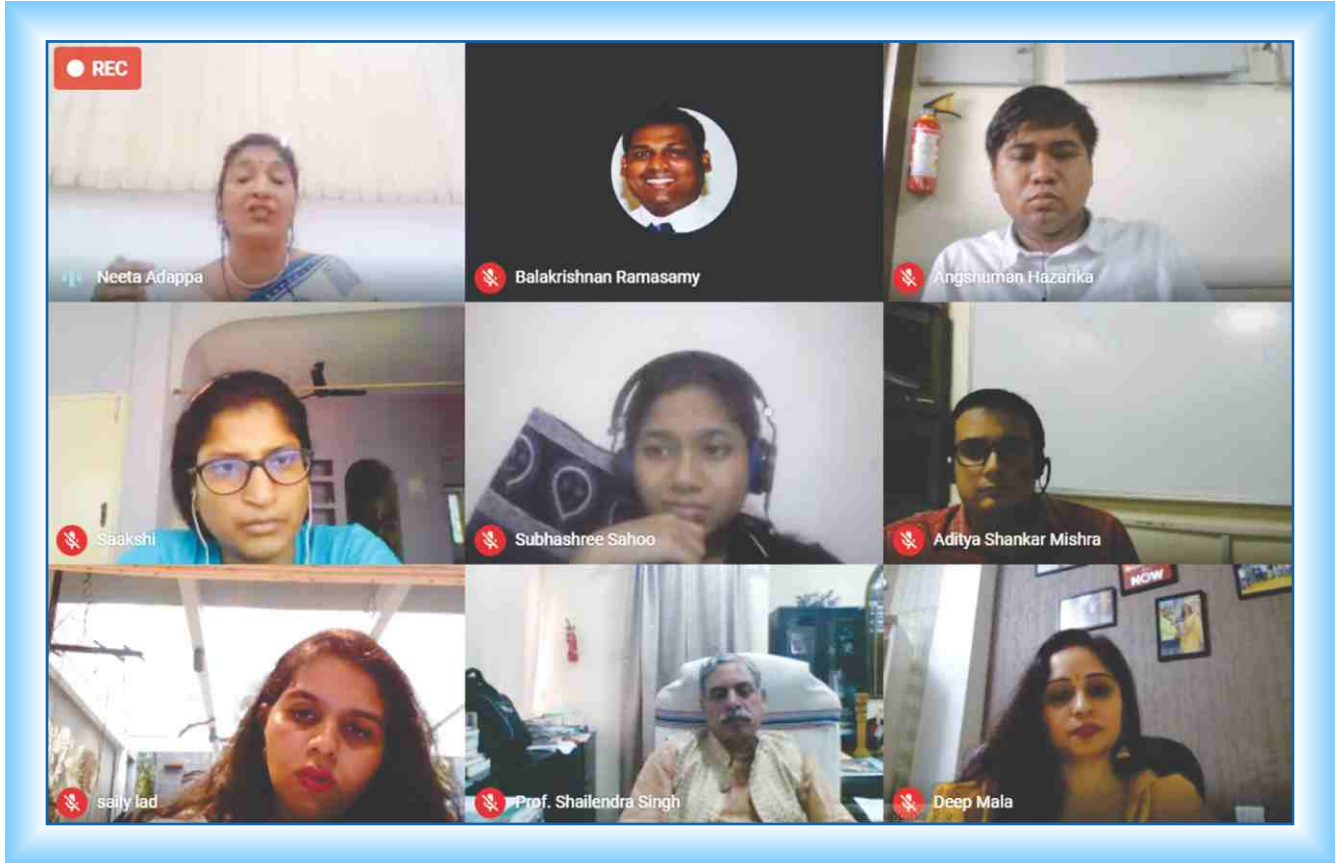 REC
Neeta Adappa
Balakrishnan Ramasamy
Angshuman Hazarika
Saakshi
Subhashree Sahoo
Aditya Shankar Mishra
NOW
saily lad
Prof. Shailendra Singh
Deep Mala